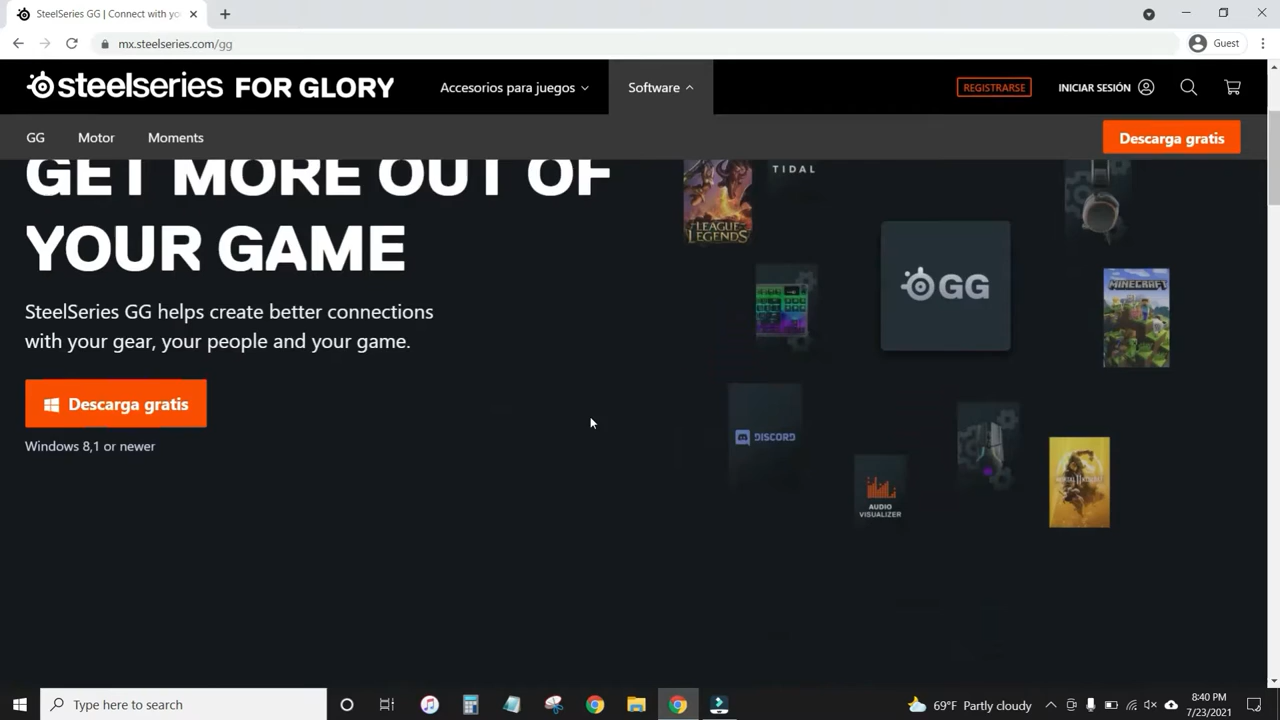 SteelSeries GG | Connect with yo
mx.steelseries.com/gg
Guest
steelseries FOR GLORY
Accesorios para juegos
Software
REGISTRARSE
INICIAR SESIÓN
GG
Motor
Moments
Descarga gratis
GET MORE OUT OF
YOUR GAME
SteelSeries GG helps create better connections
with your gear, your people and your game.
Descarga gratis
Windows 8,1 or newer
TIDAL
LEAGUE
LEGENDS
GG
MINECRAFT
DISCORD
AUDIO
VISUALIZER
Type here to search
69°F Partly cloudy
8:40 PM
7/23/2021